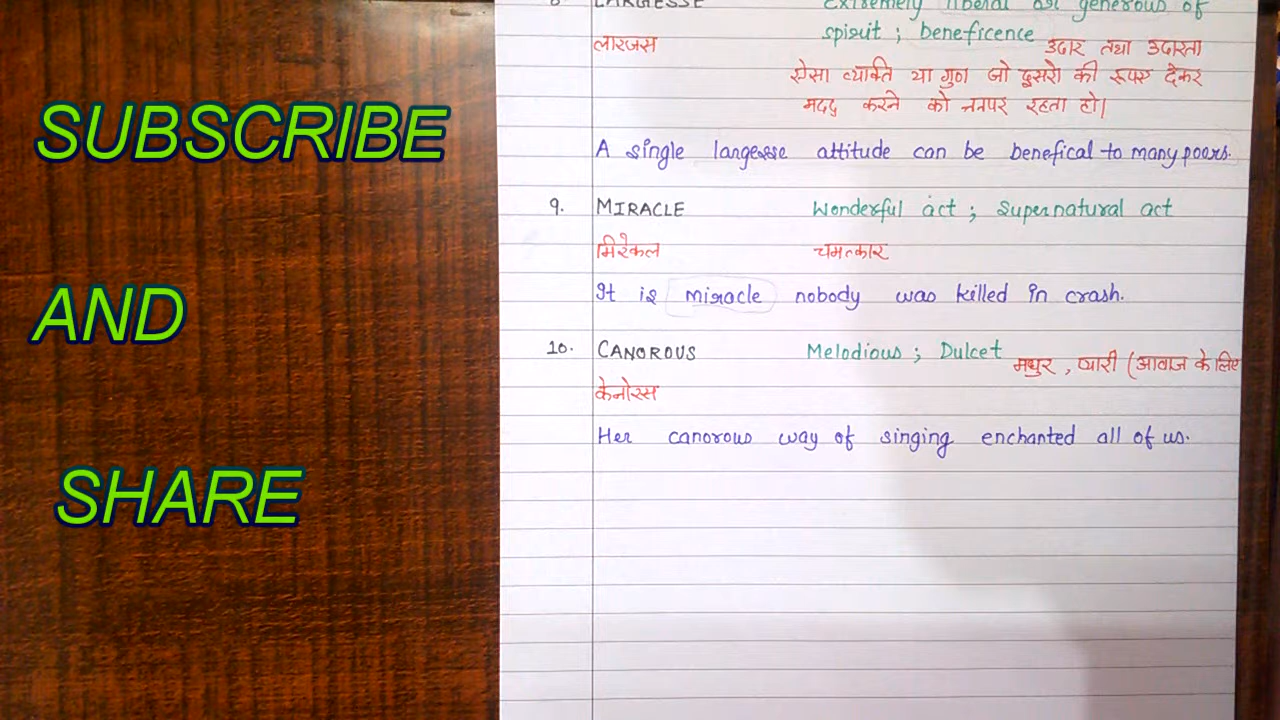 SUBSCRIBE
AND
SHARE
LARGESSE Extremely liberal or generous of
spirit ; beneficence
लारजस उदार तथा उदारता
ऐसा व्यक्ति या गुण जो दुसरो की रूपए देकर
मदद करने को तत्पर रहता हो।
A single largesse attitude can be benefical to many poors.
9. MIRACLE Wonderful act ; Supernatural act
मिरेकल चमत्कार
It is miracle nobody was killed in crash.
10. CANOROUS Melodious ; Dulcet मधुर , प्यारी (आवाज के लिए
केनोरस
Her canorous way of singing enchanted all of us.